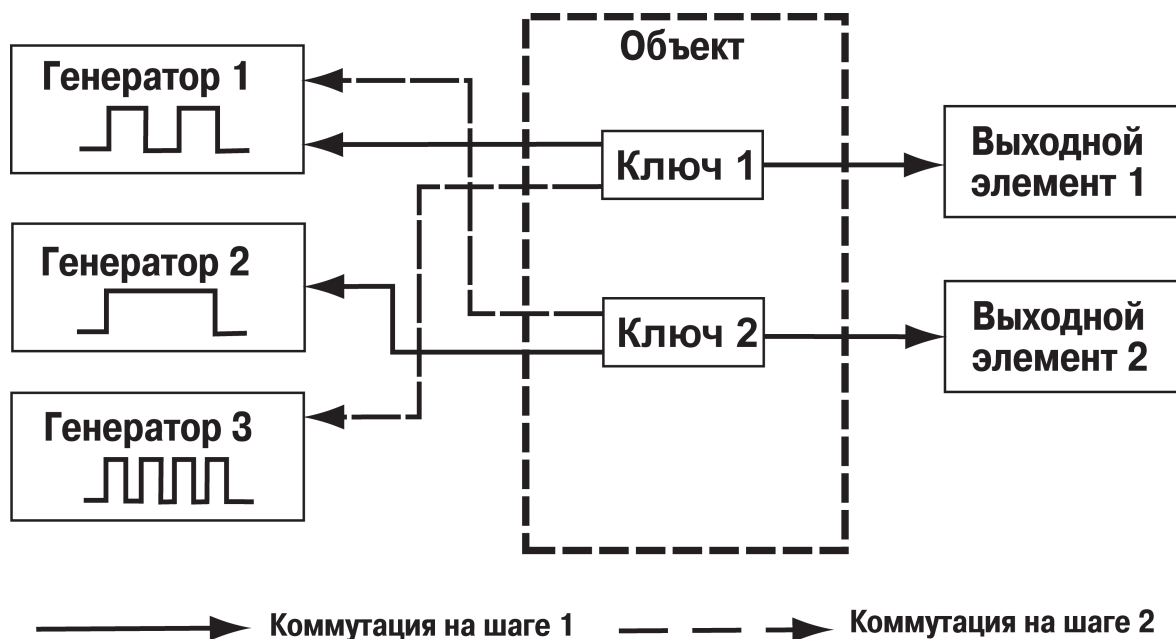 Объект
Генератор 1
Ключ 1
Выходной
элемент 1
Генератор 2
Ключ 2
Выходной
элемент 2
Генератор 3
Коммутация на шаге 1
Коммутация на шаге 2